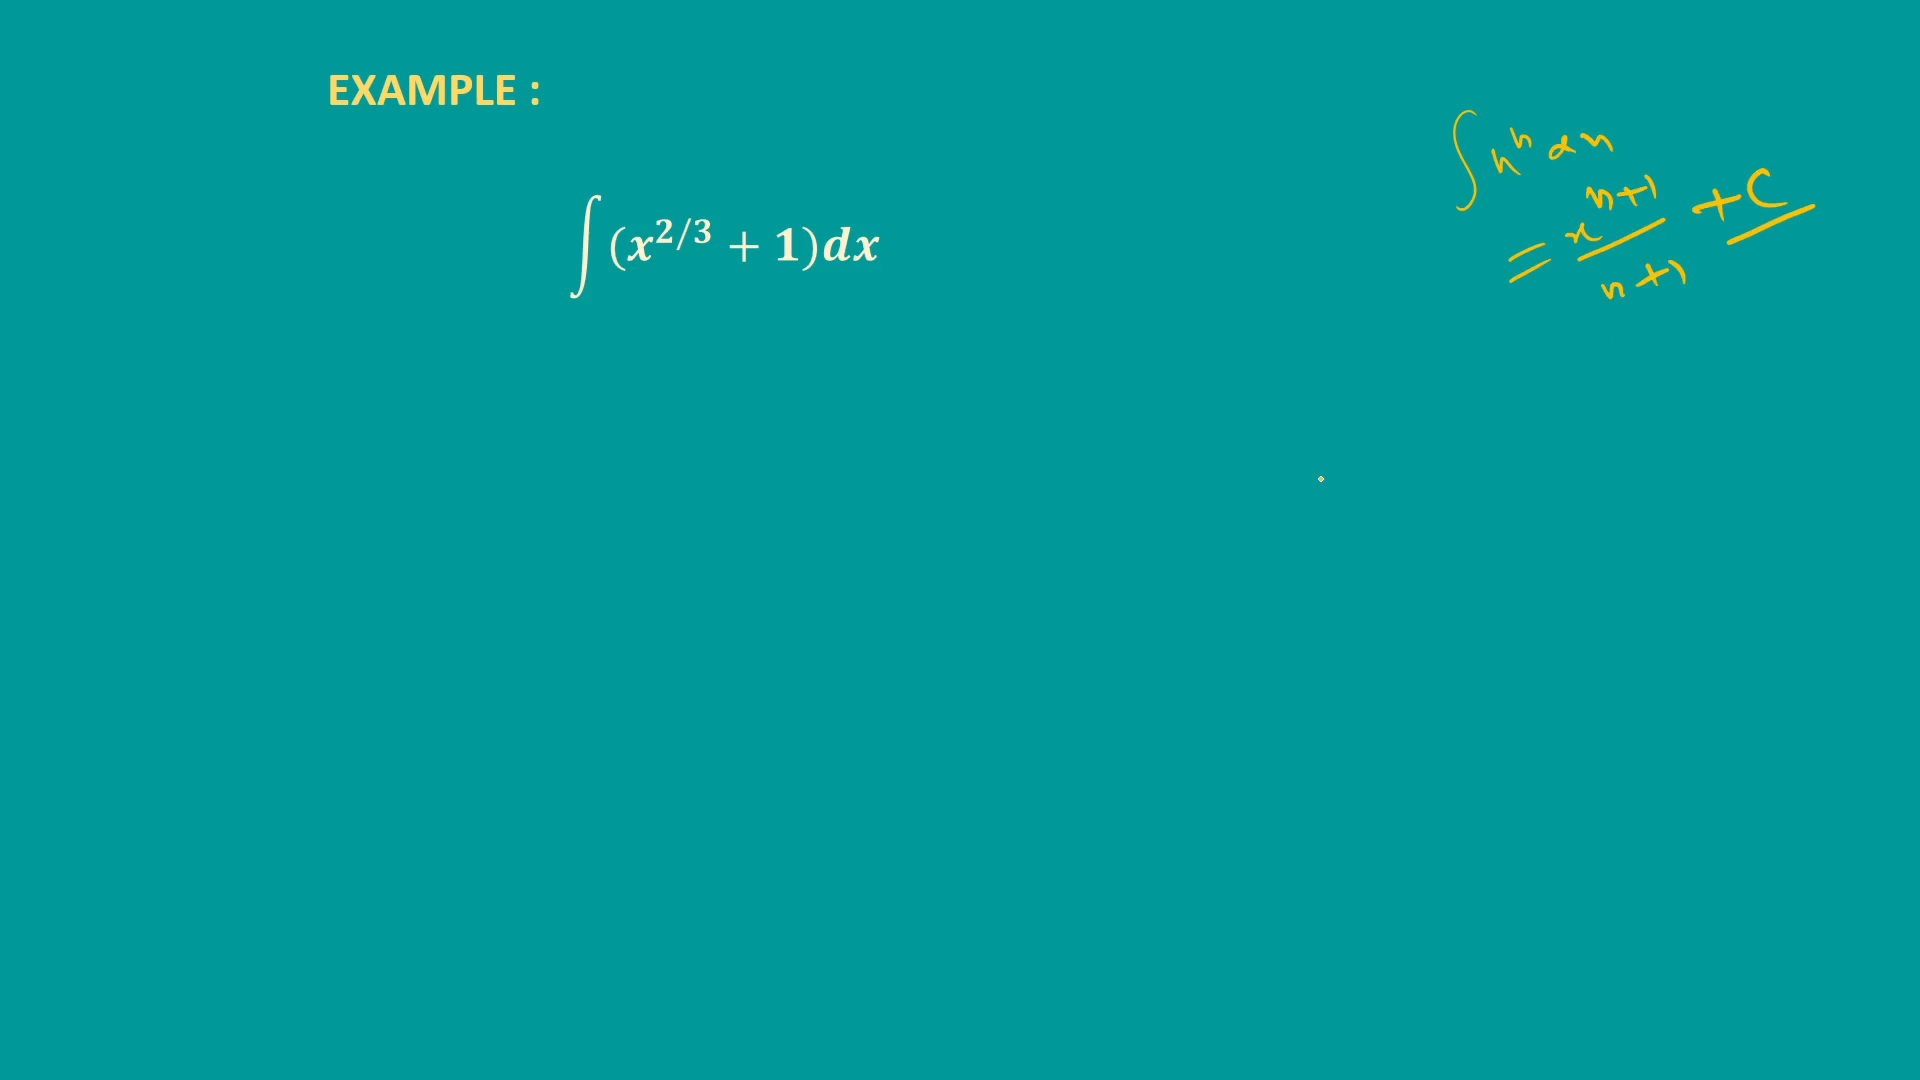 EXAMPLE :
∫(x^{2/3} + 1)dx
∫x^n dx
= x^{n+1}/n+1 + C